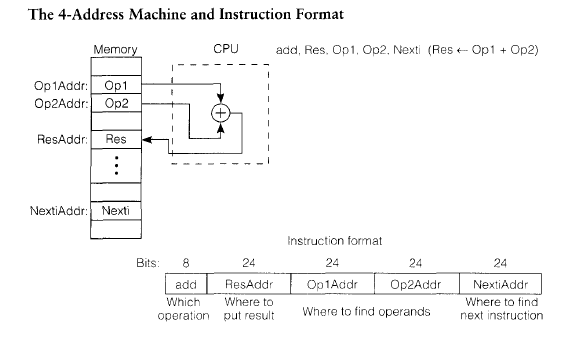 The 4-Address Machine and Instruction Format
Memory CPU add, Res, Op1, Op2, Nexti (Res ← Op1 + Op2)
Op1Addr: Op1
Op2Addr: Op2
+
ResAddr: Res
NextiAddr: Nexti
Instruction format
Bits: 8 24 24 24 24
add ResAddr Op1Addr Op2Addr NextiAddr
Which Where to Where to find
operation put result Where to find operands next instruction